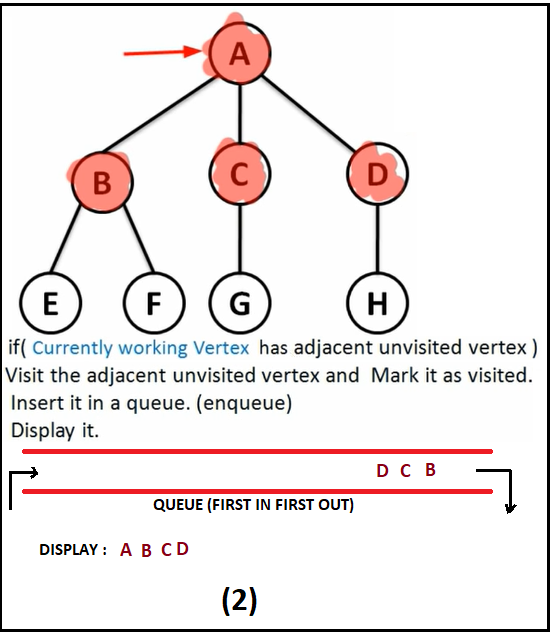 A
B C D
E F G H
if( Currently working Vertex has adjacent unvisited vertex )
Visit the adjacent unvisited vertex and Mark it as visited.
Insert it in a queue. (enqueue)
Display it.
D C B
QUEUE (FIRST IN FIRST OUT)
DISPLAY : A B C D
(2)